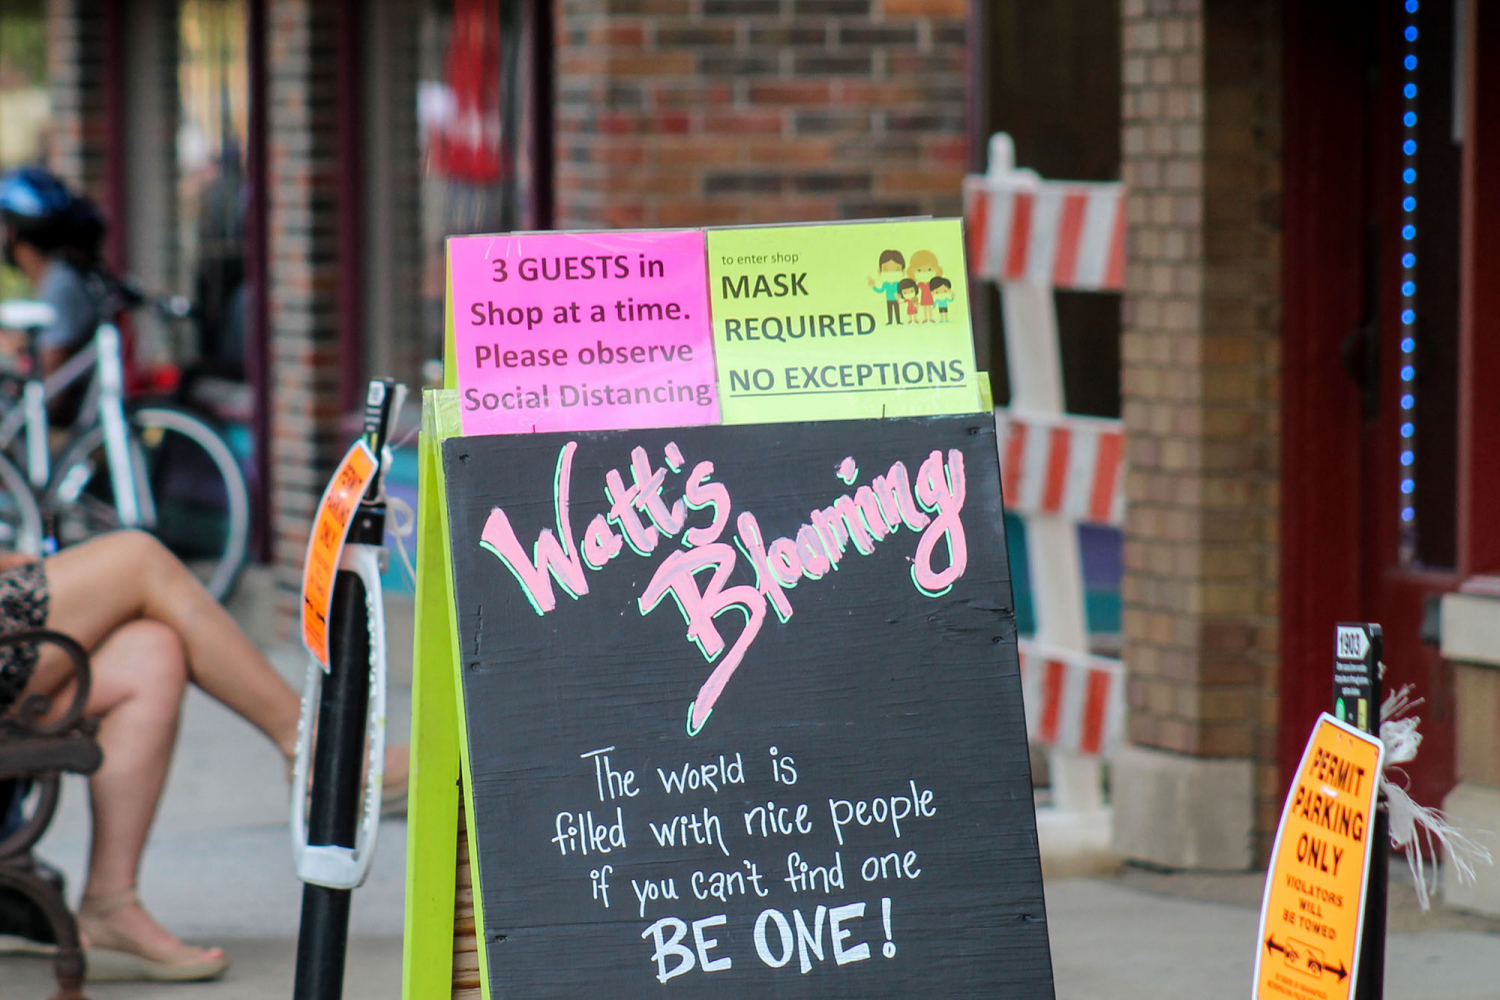 3 GUESTS in
Shop at a time.
Please observe
Social Distancing
to enter shop
MASK
REQUIRED
NO EXCEPTIONS
Watt's
Blooming
The world is
filled with nice people
if you can't find one
BE ONE!
1903
PERMIT
PARKING
ONLY
VIOLATORS
WILL
BE TOWED